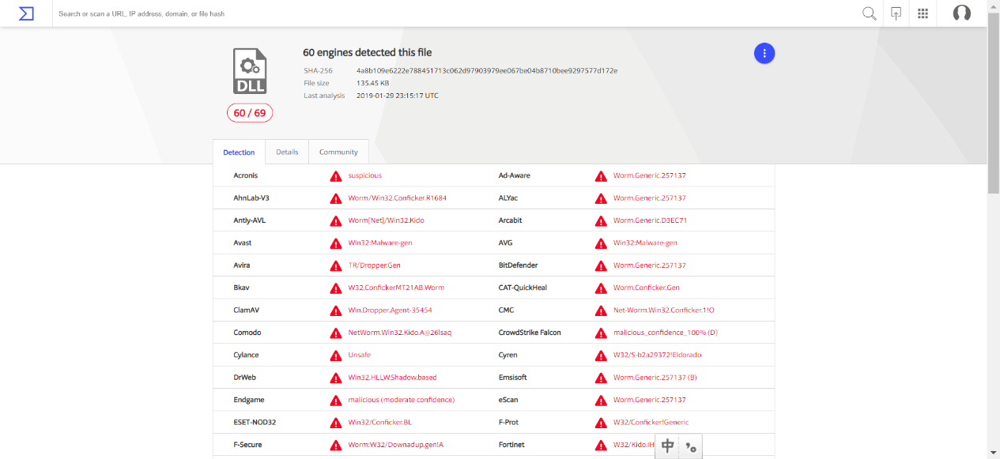 Search or scan a URL, IP address, domain, or file hash
60 engines detected this file
SHA-256 4a8b109e6222e788451713c062d97903979ee067be04b8710bee9297577d172e
File size 135.45 KB
Last analysis 2019-01-29 23:15:17 UTC
DLL
60 / 69
Detection Details Community
Acronis suspicious Ad-Aware Worm.Generic.257137
AhnLab-V3 Worm/Win32.Conficker.R1684 ALYac Worm.Generic.257137
Antiy-AVL Worm[Net]/Win32.Kido Arcabit Worm.Generic.D3EC71
Avast Win32:Malware-gen AVG Win32:Malware-gen
Avira TR/Dropper.Gen BitDefender Worm.Generic.257137
Bkav W32.ConfickerMT21AB.Worm CAT-QuickHeal Worm.Conficker.Gen
ClamAV Win.Dropper.Agent-35454 CMC Net-Worm.Win32.Conficker.1!O
Comodo NetWorm.Win32.Kido.A@26lsaq CrowdStrike Falcon malicious_confidence_100% (D)
Cylance Unsafe Cyren W32/S-b2a29372!Eldorado
DrWeb Win32.HLLW.Shadow.based Emsisoft Worm.Generic.257137 (B)
Endgame malicious (moderate confidence) eScan Worm.Generic.257137
ESET-NOD32 Win32/Conficker.BL F-Prot W32/Conficker!Generic
F-Secure Worm:W32/Downadup.gen!A Fortinet W32/Kido.IH
中